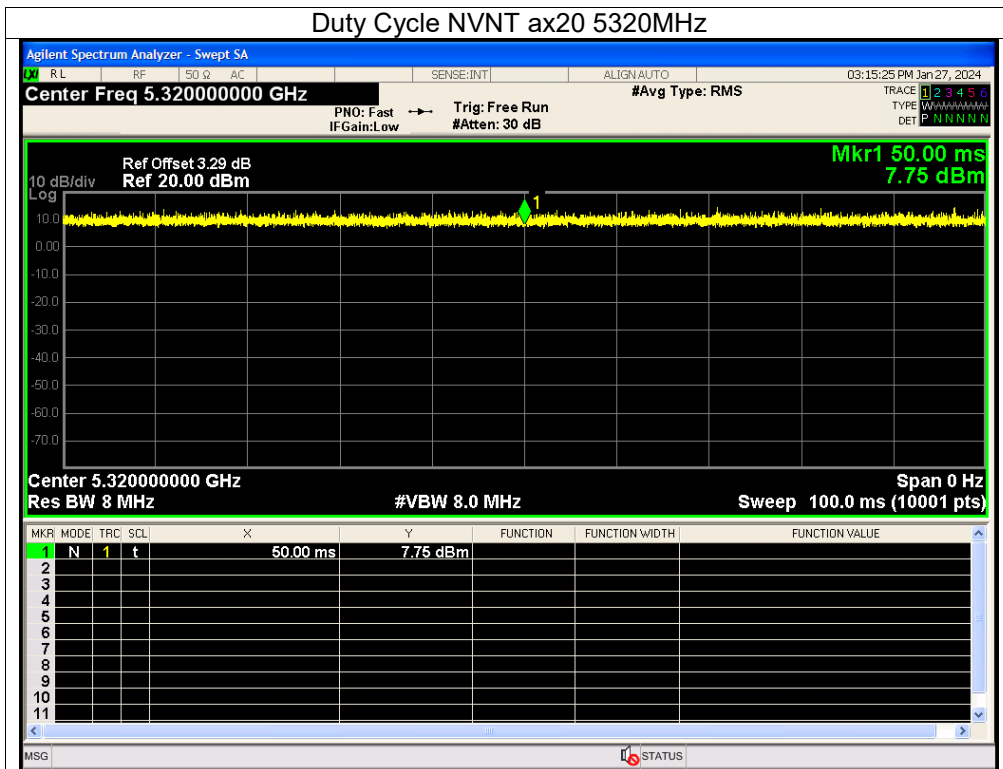 Duty Cycle NVNT ax20 5320MHz
Agilent Spectrum Analyzer - Swept SA
LXI RL RF 50 Ω AC SENSE:INT ALIGN AUTO 03:15:25 PM Jan 27, 2024
Center Freq 5.320000000 GHz #Avg Type: RMS TRACE 1 2 3 4 5 6
PNO: Fast Trig: Free Run TYPE WWWWWW
IFGain:Low #Atten: 30 dB DET P N N N N N
Mkr1 50.00 ms
7.75 dBm
Ref Offset 3.29 dB
10 dB/div Ref 20.00 dBm
Log
1
10.0
0.00
-10.0
-20.0
-30.0
-40.0
-50.0
-60.0
-70.0
Center 5.320000000 GHz Span 0 Hz
Res BW 8 MHz #VBW 8.0 MHz Sweep 100.0 ms (10001 pts)
MKR MODE TRC SCL X Y FUNCTION FUNCTION WIDTH FUNCTION VALUE
1 N 1 t 50.00 ms 7.75 dBm
2
3
4
5
6
7
8
9
10
11
MSG STATUS